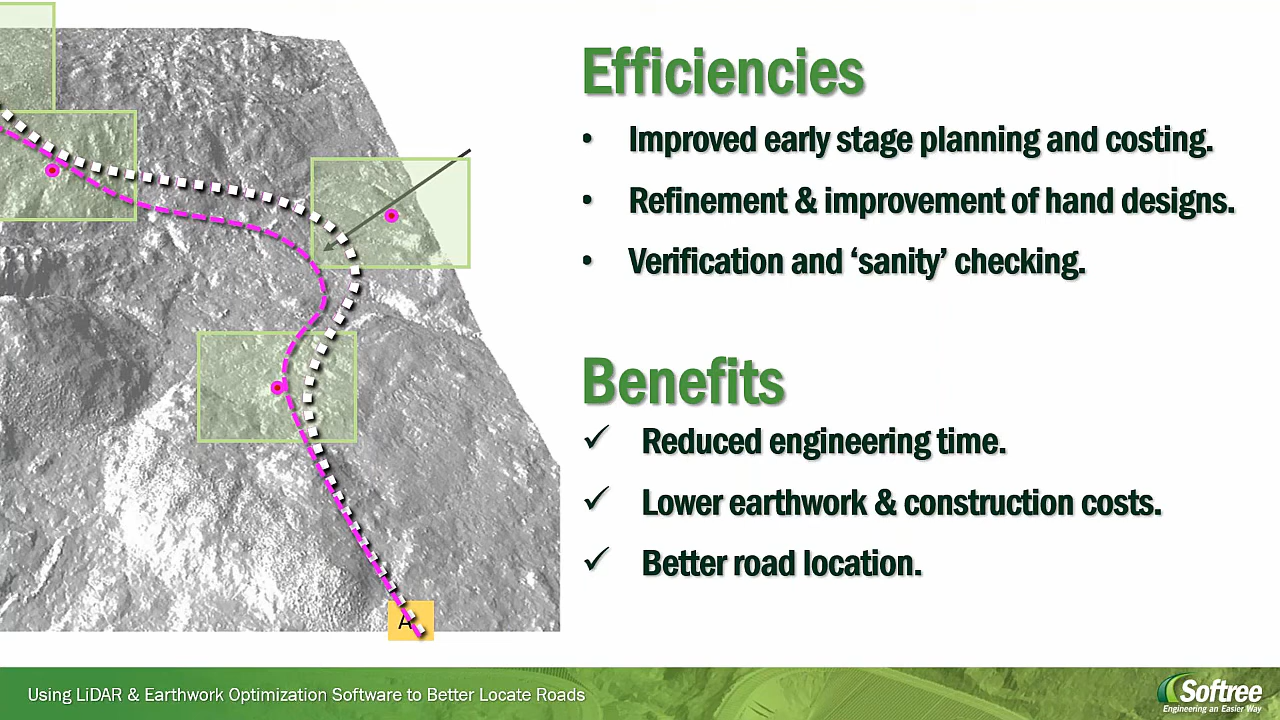 Efficiencies
• Improved early stage planning and costing.
• Refinement & improvement of hand designs.
• Verification and ‘sanity’ checking.
Benefits
✓ Reduced engineering time.
✓ Lower earthwork & construction costs.
✓ Better road location.
A
Using LiDAR & Earthwork Optimization Software to Better Locate Roads
Softree
Engineering an Easier Way